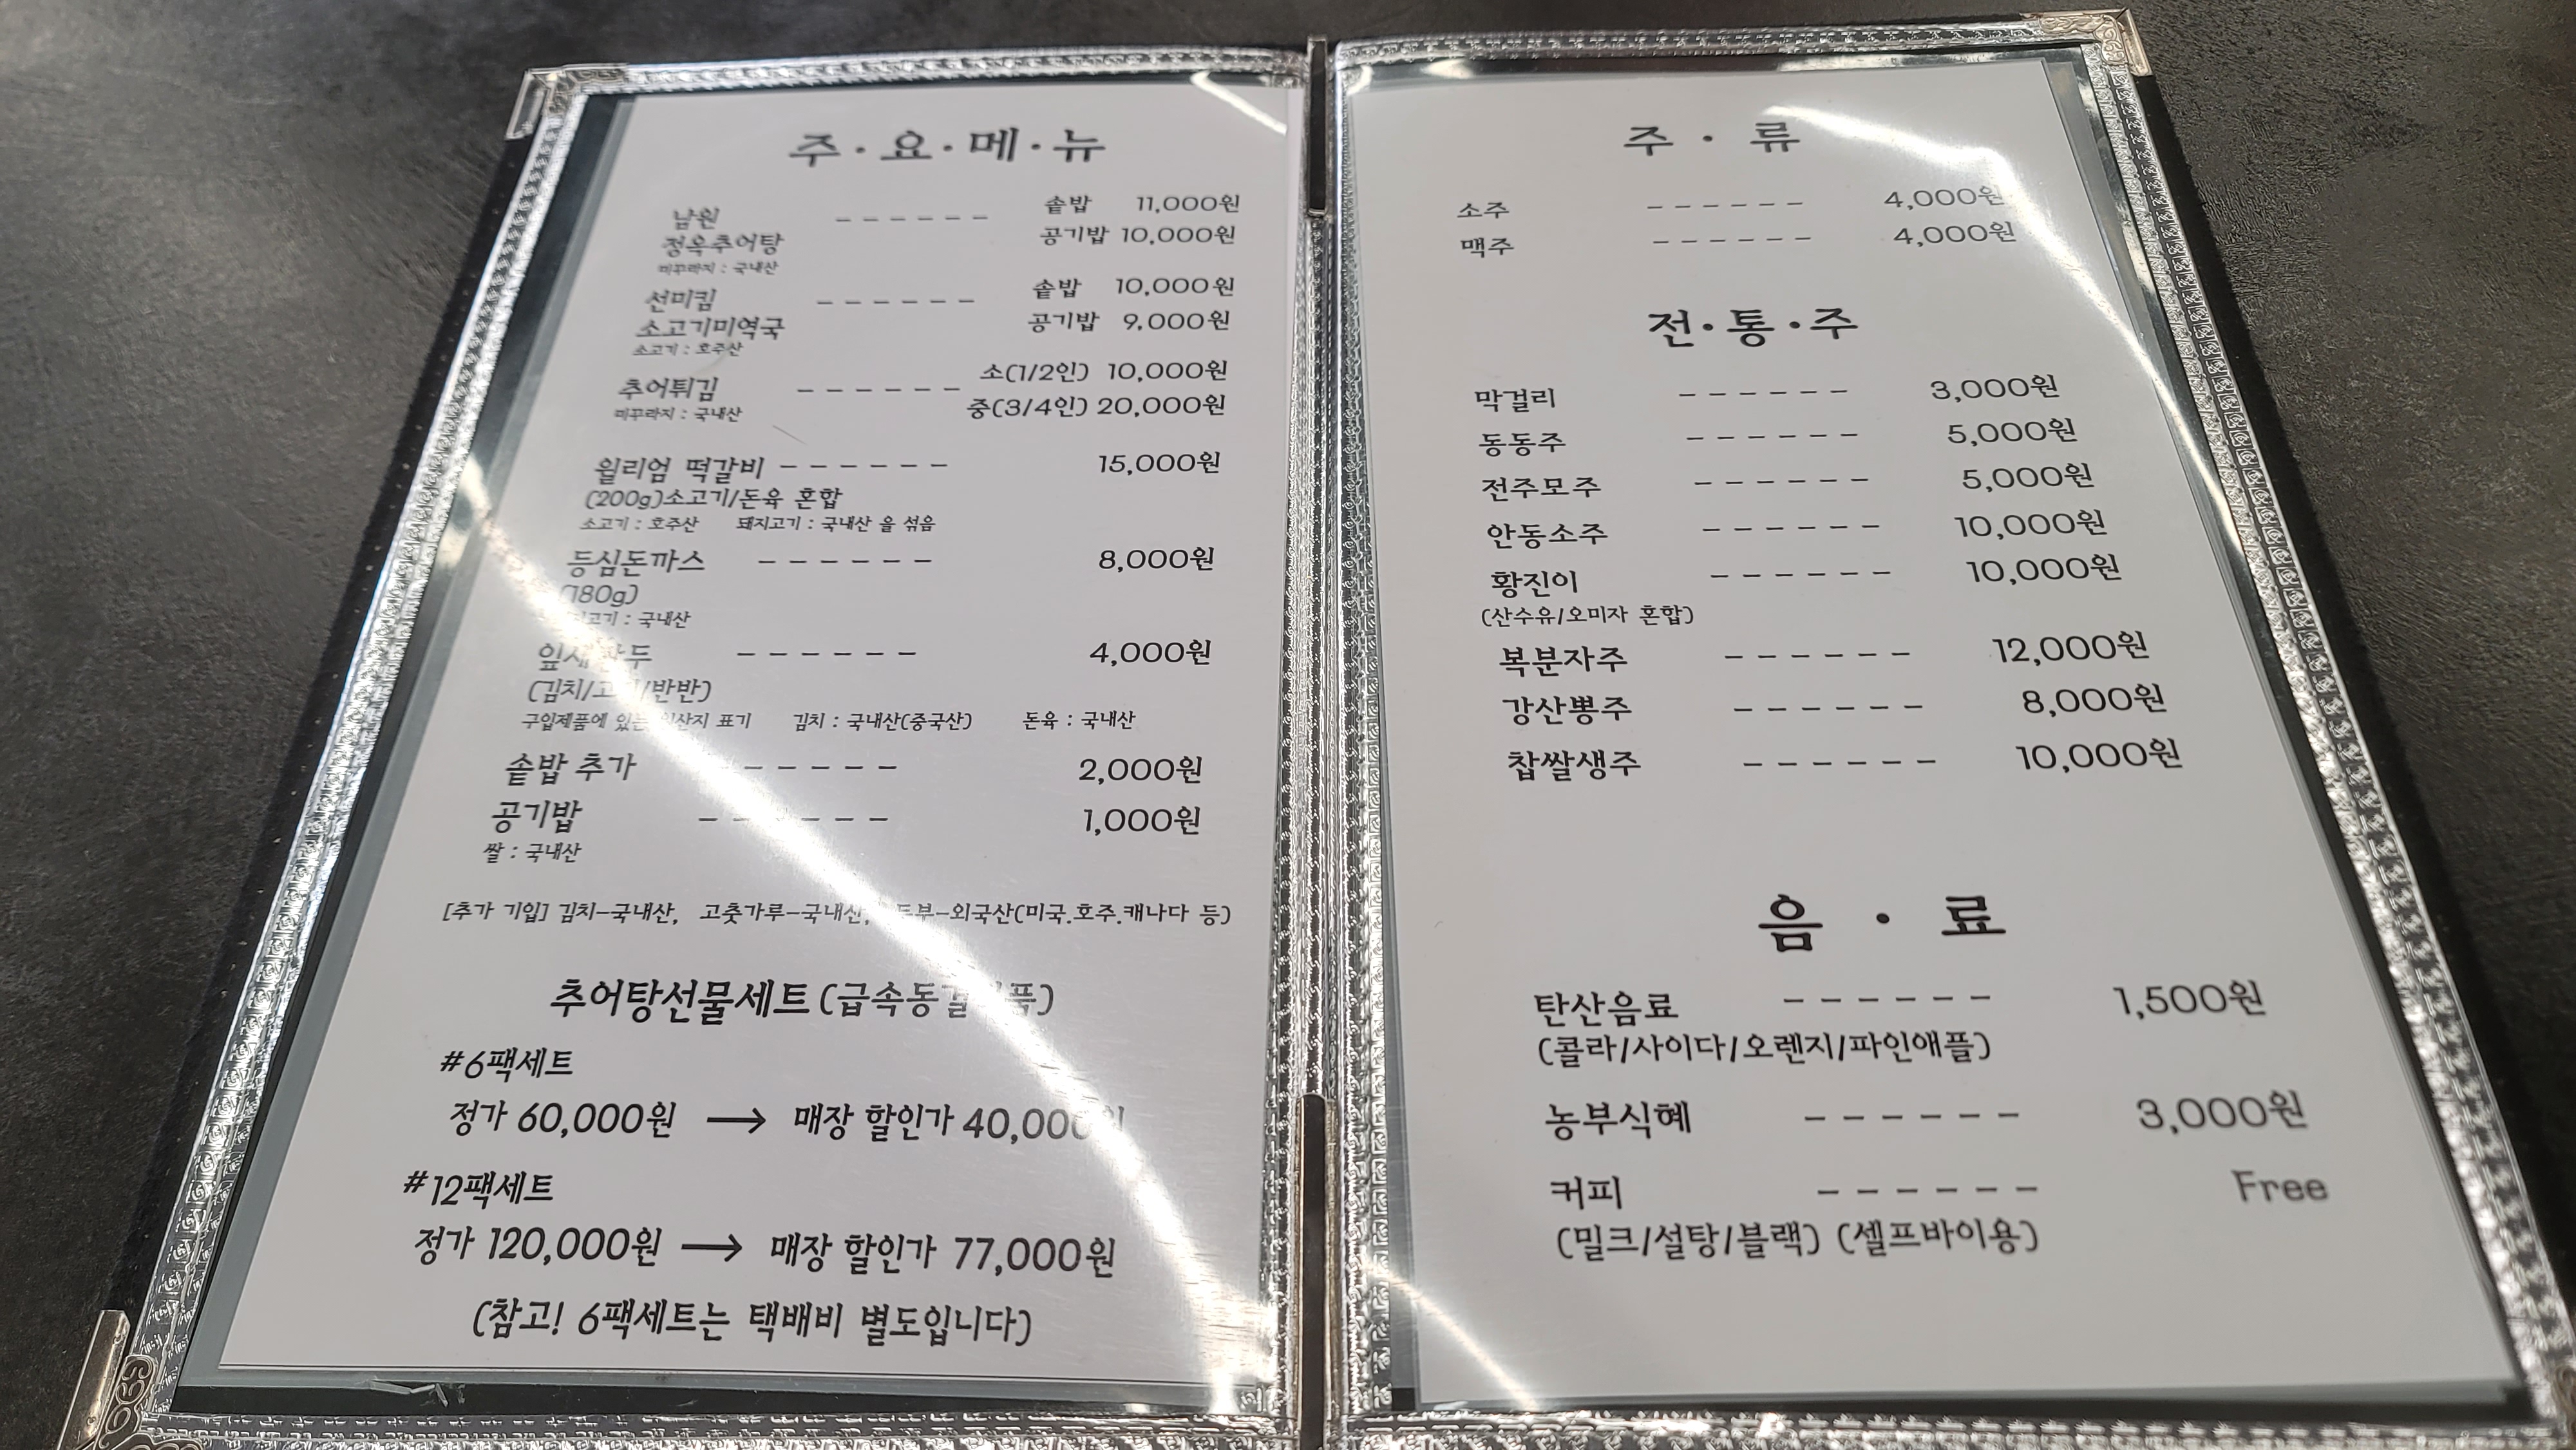 주·요·메·뉴
남원 ------ 솥밥 11,000원
정옥추어탕 공기밥 10,000원
미꾸라지 : 국내산
선미킴 ------ 솥밥 10,000원
소고기미역국 공기밥 9,000원
소고기 : 호주산
추어튀김 ------ 소(1/2인) 10,000원
미꾸라지 : 국내산 중(3/4인) 20,000원
윌리엄 떡갈비 ------ 15,000원
(200g)소고기/돈육 혼합
소고기 : 호주산 돼지고기 : 국내산 을 섞음
등심돈까스 ------ 8,000원
(180g)
: 국내산
------ 4,000원
(김치/ /반반)
구입제품에 표기 김치 : 국내산(중국산) 돈육 : 국내산
솥밥 추가 ------ 2,000원
공기밥 ------ 1,000원
쌀 : 국내산
[추가 기입] 김치-국내산, 고춧가루-국내산, 두부-외국산(미국.호주.캐나다 등)
추어탕선물세트
#6팩세트
정가 60,000원 → 매장 할인가 40,000원
#12팩세트
정가 120,000원 → 매장 할인가 77,000원
(참고! 6팩세트는 택배비 별도입니다)
주 · 류
소주 ------ 4,000원
맥주 ------ 4,000원
전·통·주
막걸리 ------ 3,000원
동동주 ------ 5,000원
전주모주 ------ 5,000원
안동소주 ------ 10,000원
황진이 ------ 10,000원
(산수유/오미자 혼합)
복분자주 ------ 12,000원
강산뽕주 ------ 8,000원
찹쌀생주 ------ 10,000원
음 · 료
탄산음료 ------ 1,500원
(콜라/사이다/오렌지/파인애플)
농부식혜 ------ 3,000원
커피 ------ Free
(밀크/설탕/블랙) (셀프바이용)